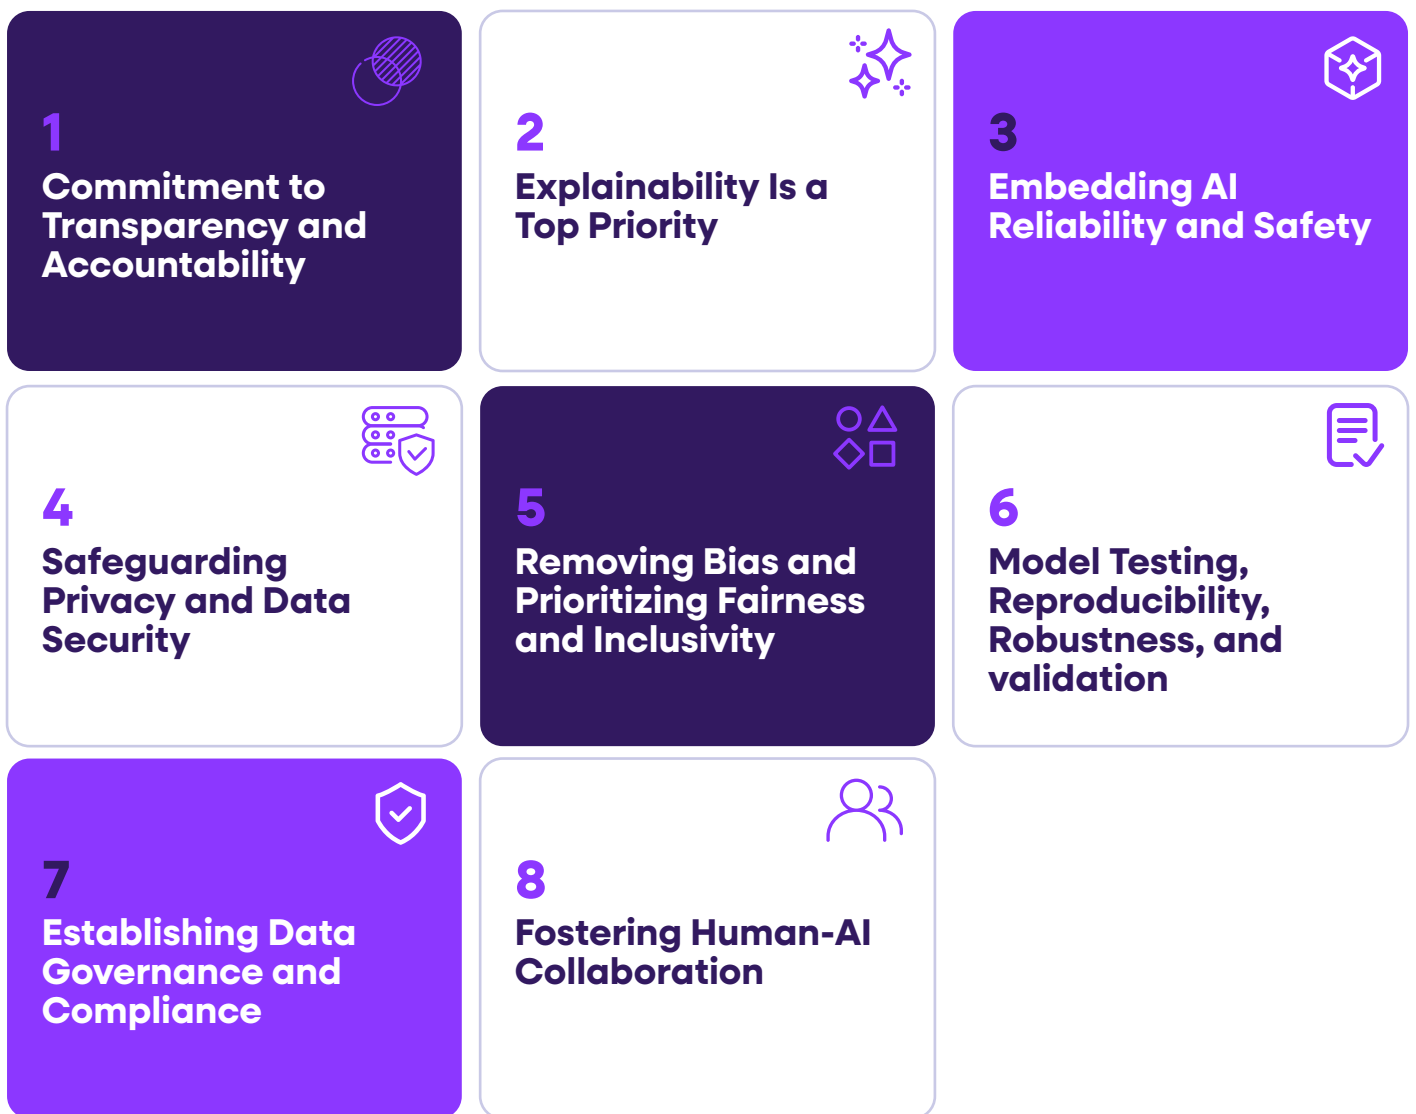 1
Commitment to
Transparency and
Accountability
2
Explainability Is a
Top Priority
3
Embedding AI
Reliability and Safety
4
Safeguarding
Privacy and Data
Security
5
Removing Bias and
Prioritizing Fairness
and Inclusivity
6
Model Testing,
Reproducibility,
Robustness, and
validation
7
Establishing Data
Governance and
Compliance
8
Fostering Human-AI
Collaboration